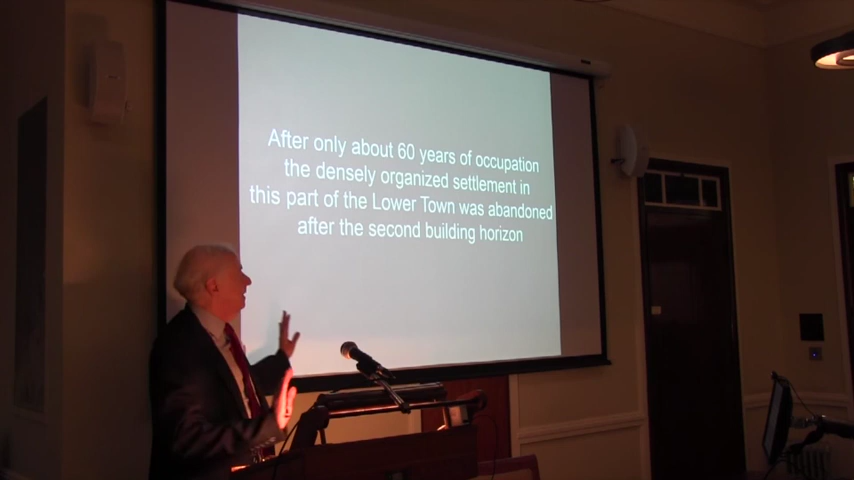 After only about 60 years of occupation
the densely organized settlement in
this part of the Lower Town was abandoned
after the second building horizon